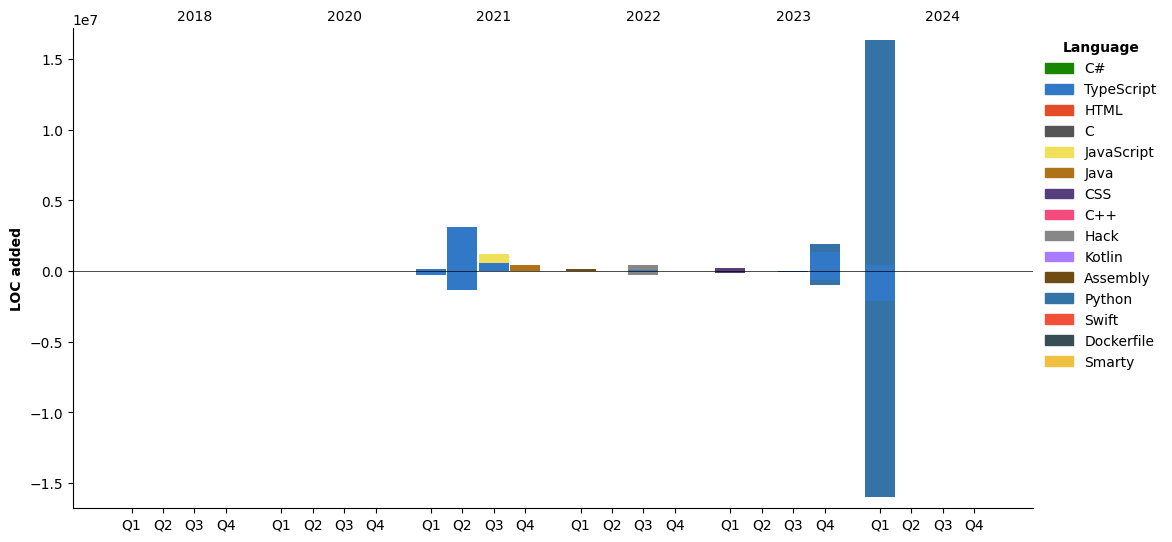 1e7
2018 2020 2021 2022 2023 2024
LOC added
1.5
1.0
0.5
0.0
−0.5
−1.0
−1.5
Q1 Q2 Q3 Q4 Q1 Q2 Q3 Q4 Q1 Q2 Q3 Q4 Q1 Q2 Q3 Q4 Q1 Q2 Q3 Q4 Q1 Q2 Q3 Q4
Language
C#
TypeScript
HTML
C
JavaScript
Java
CSS
C++
Hack
Kotlin
Assembly
Python
Swift
Dockerfile
Smarty